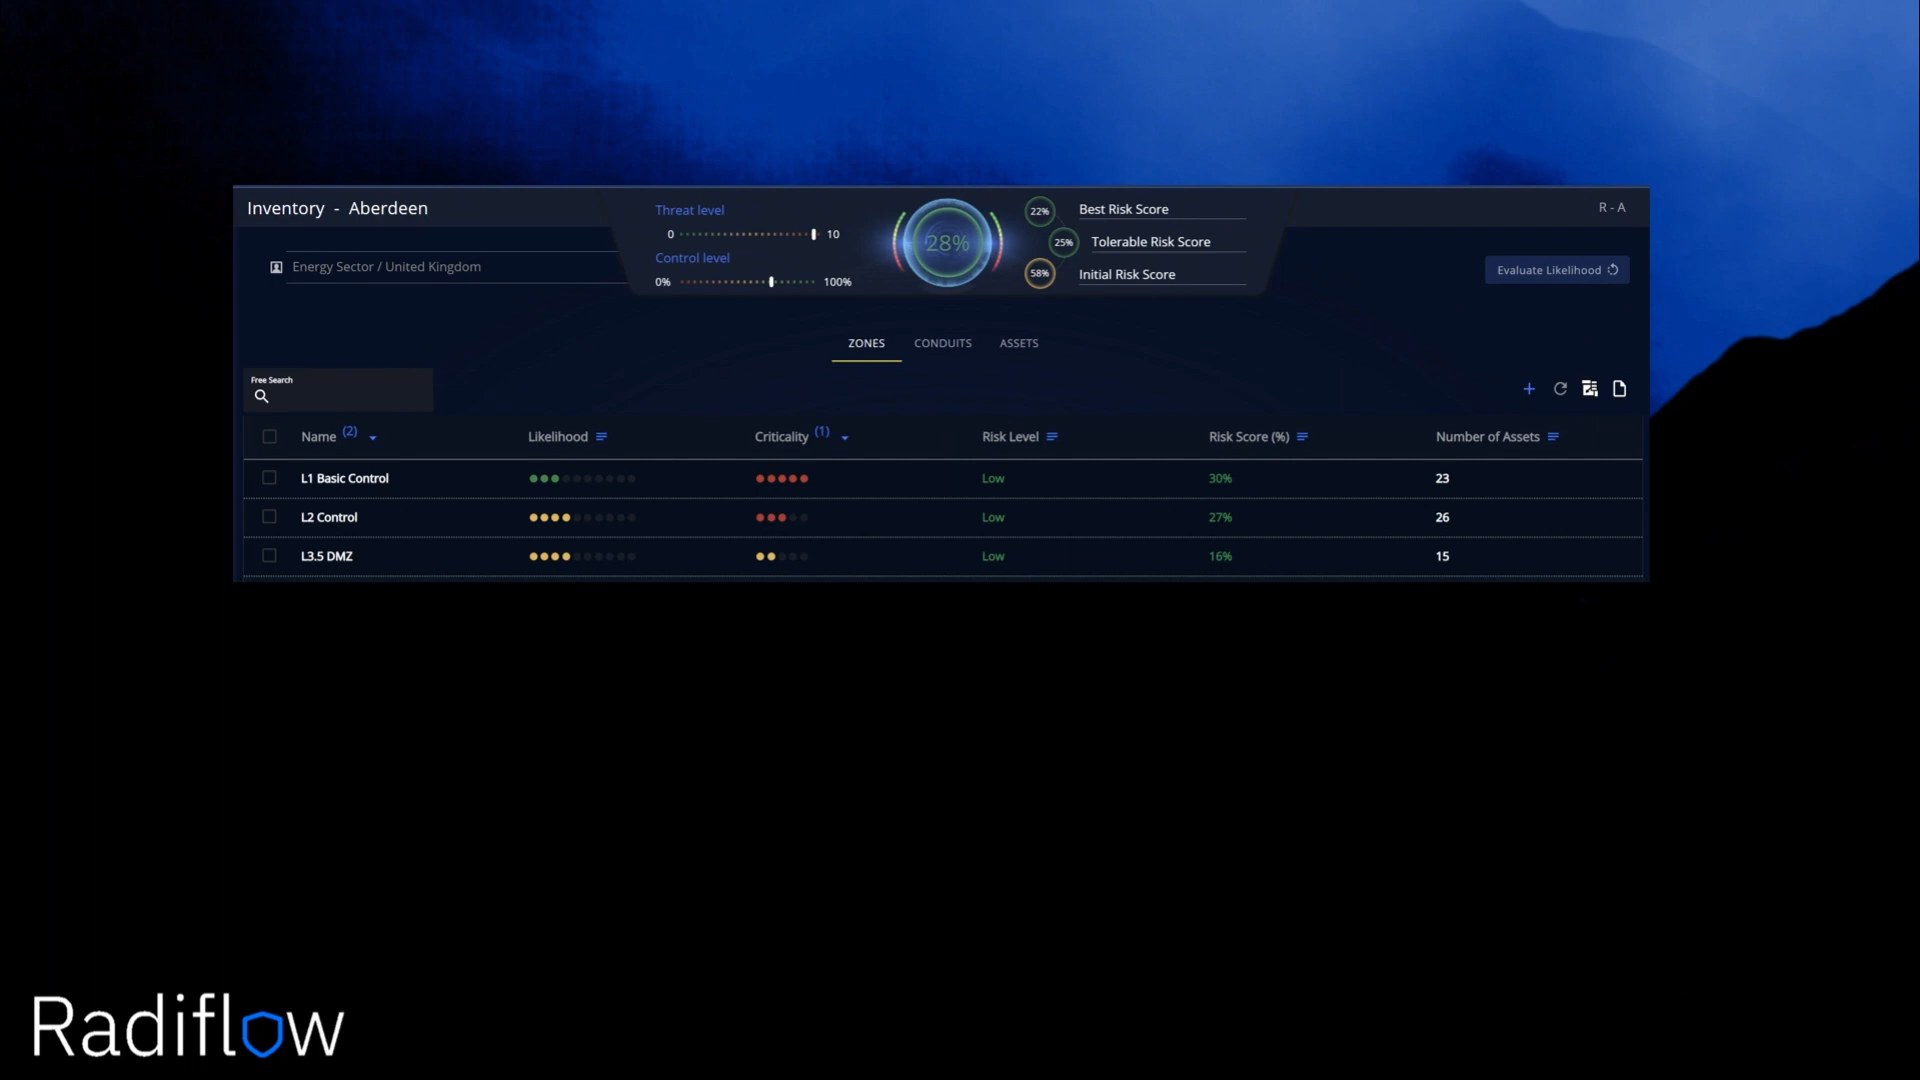 Inventory - Aberdeen
R - A
Energy Sector / United Kingdom
Threat level
0 10
Control level
0% 100%
28%
22% Best Risk Score
25% Tolerable Risk Score
58% Initial Risk Score
Evaluate Likelihood
ZONES CONDUITS ASSETS
Free Search
Name (2) Likelihood Criticality (1) Risk Level Risk Score (%) Number of Assets
L1 Basic Control Low 30% 23
L2 Control Low 27% 26
L3.5 DMZ Low 16% 15
Radiflow